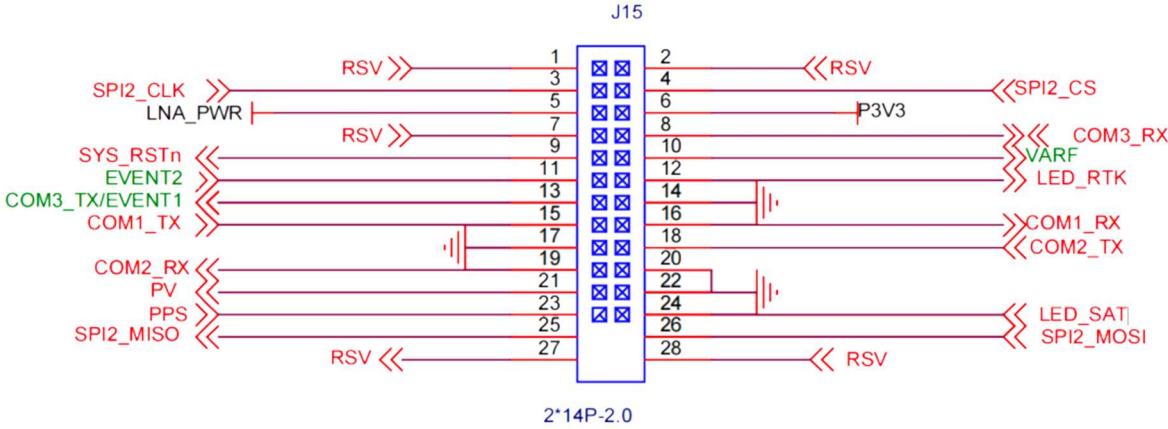 J15
1 2
RSV RSV
3 4
SPI2_CLK SPI2_CS
5 6
LNA_PWR P3V3
7 8
RSV COM3_RX
9 10
SYS_RSTn VARF
11 12
EVENT2 LED_RTK
13 14
COM3_TX/EVENT1
15 16
COM1_TX COM1_RX
17 18
COM2_TX
19 20
COM2_RX
21 22
PV
23 24
PPS LED_SAT
25 26
SPI2_MISO SPI2_MOSI
27 28
RSV RSV
2*14P-2.0